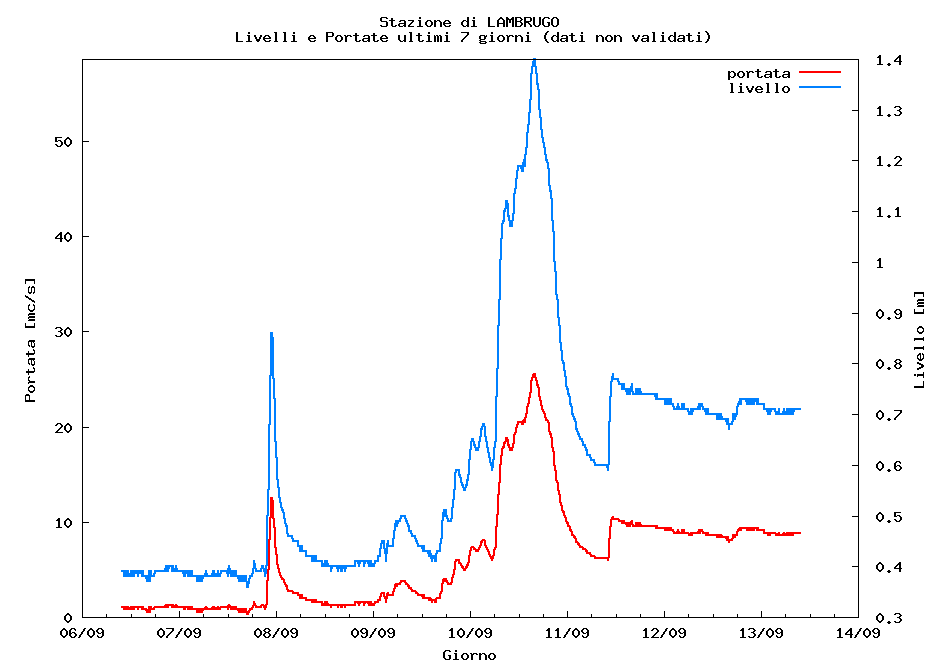 Stazione di LAMBRUGO
Livelli e Portate ultimi 7 giorni (dati non validati)
portata
livello
Portata [mc/s]
50
40
30
20
10
0
1.4
1.3
1.2
1.1
1
0.9
0.8
0.7
0.6
0.5
0.4
0.3
Livello [m]
06/09 07/09 08/09 09/09 10/09 11/09 12/09 13/09 14/09
Giorno